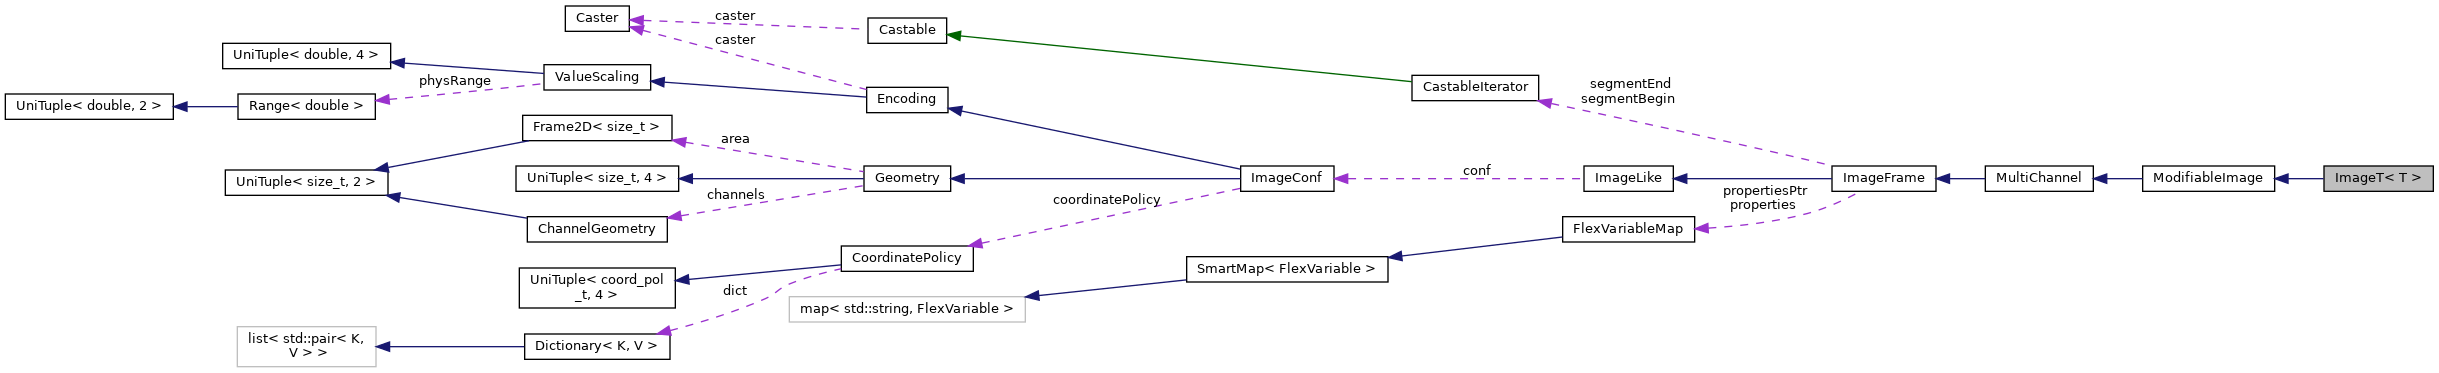 Caster
caster
Castable
caster
UniTuple< double, 4 >
ValueScaling
physRange
CastableIterator
segmentEnd
segmentBegin
UniTuple< double, 2 >
Range< double >
Encoding
Frame2D< size_t >
area
UniTuple< size_t, 2 >
UniTuple< size_t, 4 >
Geometry
ImageConf
conf
ImageLike
ImageFrame
MultiChannel
ModifiableImage
ImageT< T >
channels
coordinatePolicy
propertiesPtr
properties
ChannelGeometry
FlexVariableMap
CoordinatePolicy
SmartMap< FlexVariable >
UniTuple< coord_pol
_t, 4 >
dict
map< std::string, FlexVariable >
list< std::pair< K,
V > >
Dictionary< K, V >